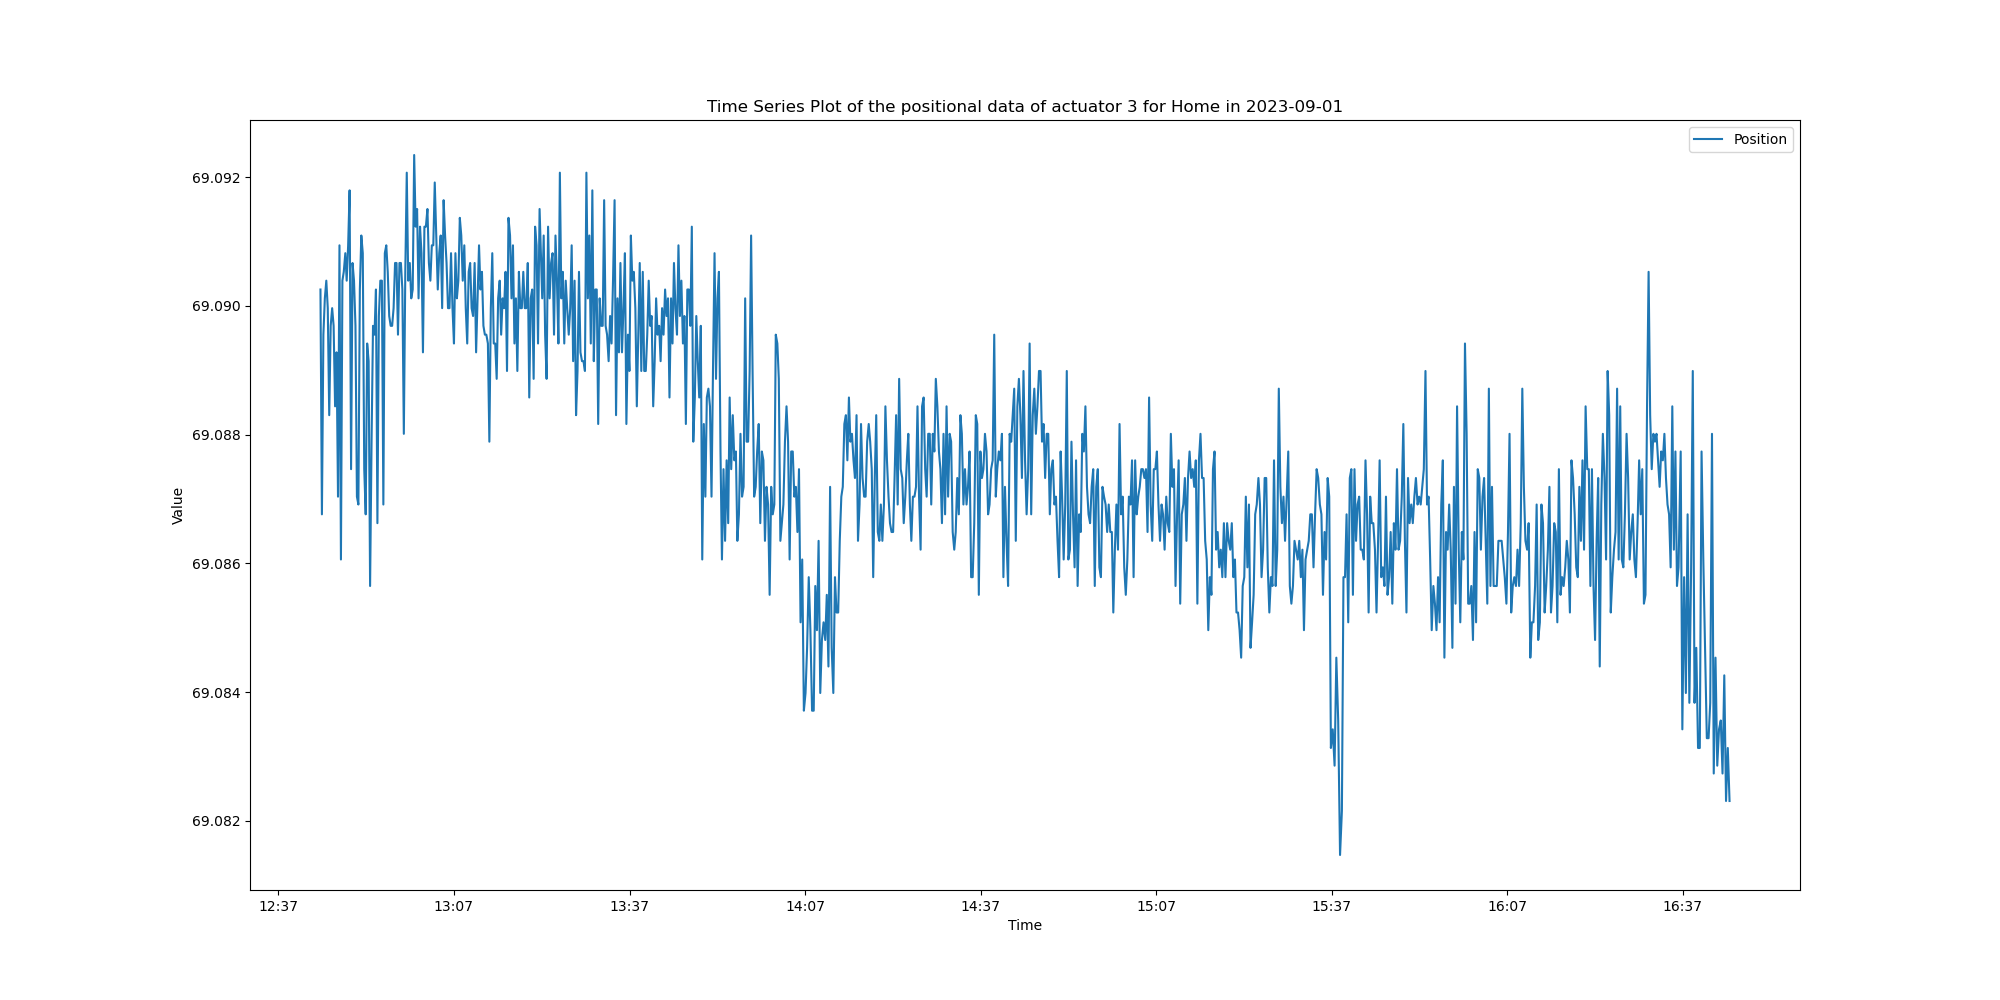 Time Series Plot of the positional data of actuator 3 for Home in 2023-09-01
Position
69.092
69.090
69.088
69.086
69.084
69.082
Value
12:37 13:07 13:37 14:07 14:37 15:07 15:37 16:07 16:37
Time